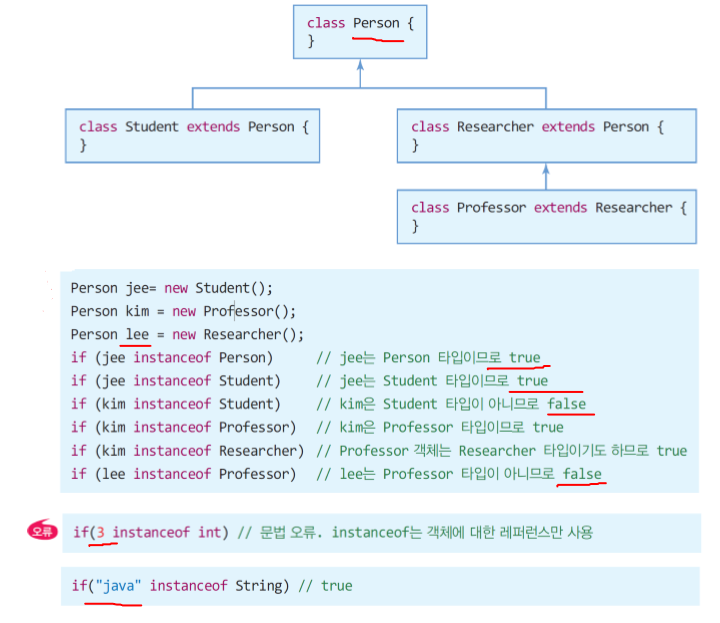 class Person {
}
class Student extends Person {
}
class Researcher extends Person {
}
class Professor extends Researcher {
}
Person jee= new Student();
Person kim = new Professor();
Person lee = new Researcher();
if (jee instanceof Person) // jee는 Person 타입이므로 true
if (jee instanceof Student) // jee는 Student 타입이므로 true
if (kim instanceof Student) // kim은 Student 타입이 아니므로 false
if (kim instanceof Professor) // kim은 Professor 타입이므로 true
if (kim instanceof Researcher) // Professor 객체는 Researcher 타입이기도 하므로 true
if (lee instanceof Professor) // lee는 Professor 타입이 아니므로 false
오류 if(3 instanceof int) // 문법 오류. instanceof는 객체에 대한 레퍼런스만 사용
if("java" instanceof String) // true